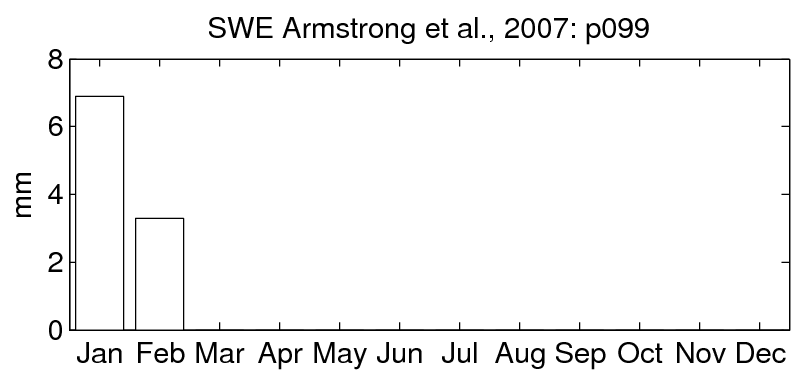 SWE Armstrong et al., 2007: p099
8
6
4
2
0
mm
Jan Feb Mar Apr May Jun Jul Aug Sep Oct Nov Dec